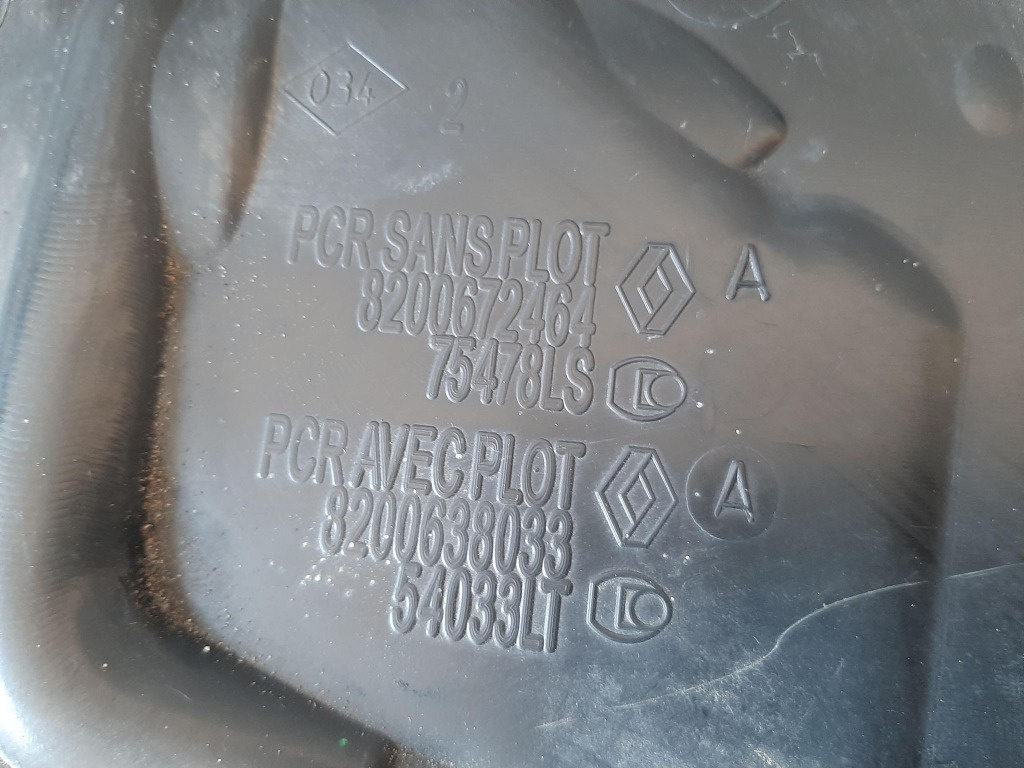 034 2
PCR SANS PLOT A
8200672464
75478LS
PCR AVEC PLOT A
8200638033
54033LT